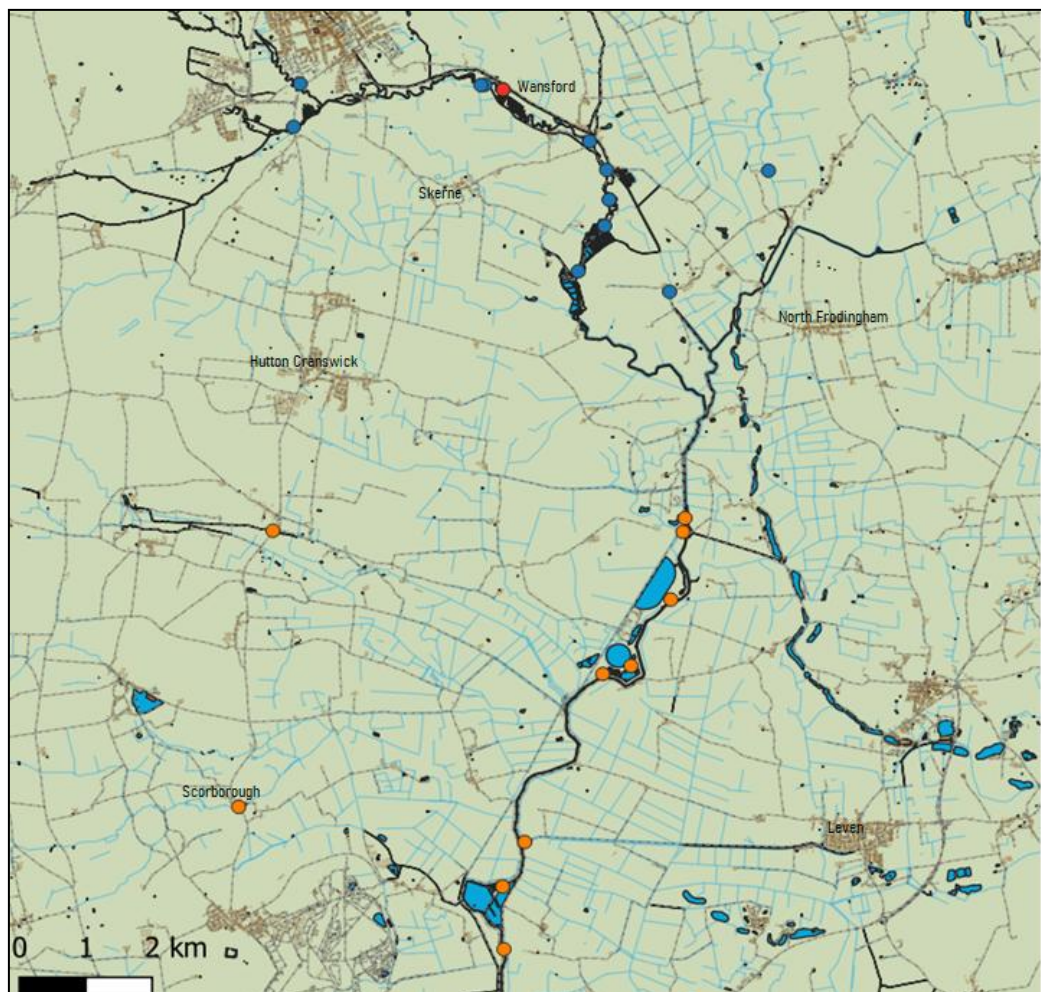 Wansford
Skerne
North Frodingham
Hutton Cranswick
Scorborough
Leven
0 1 2 km